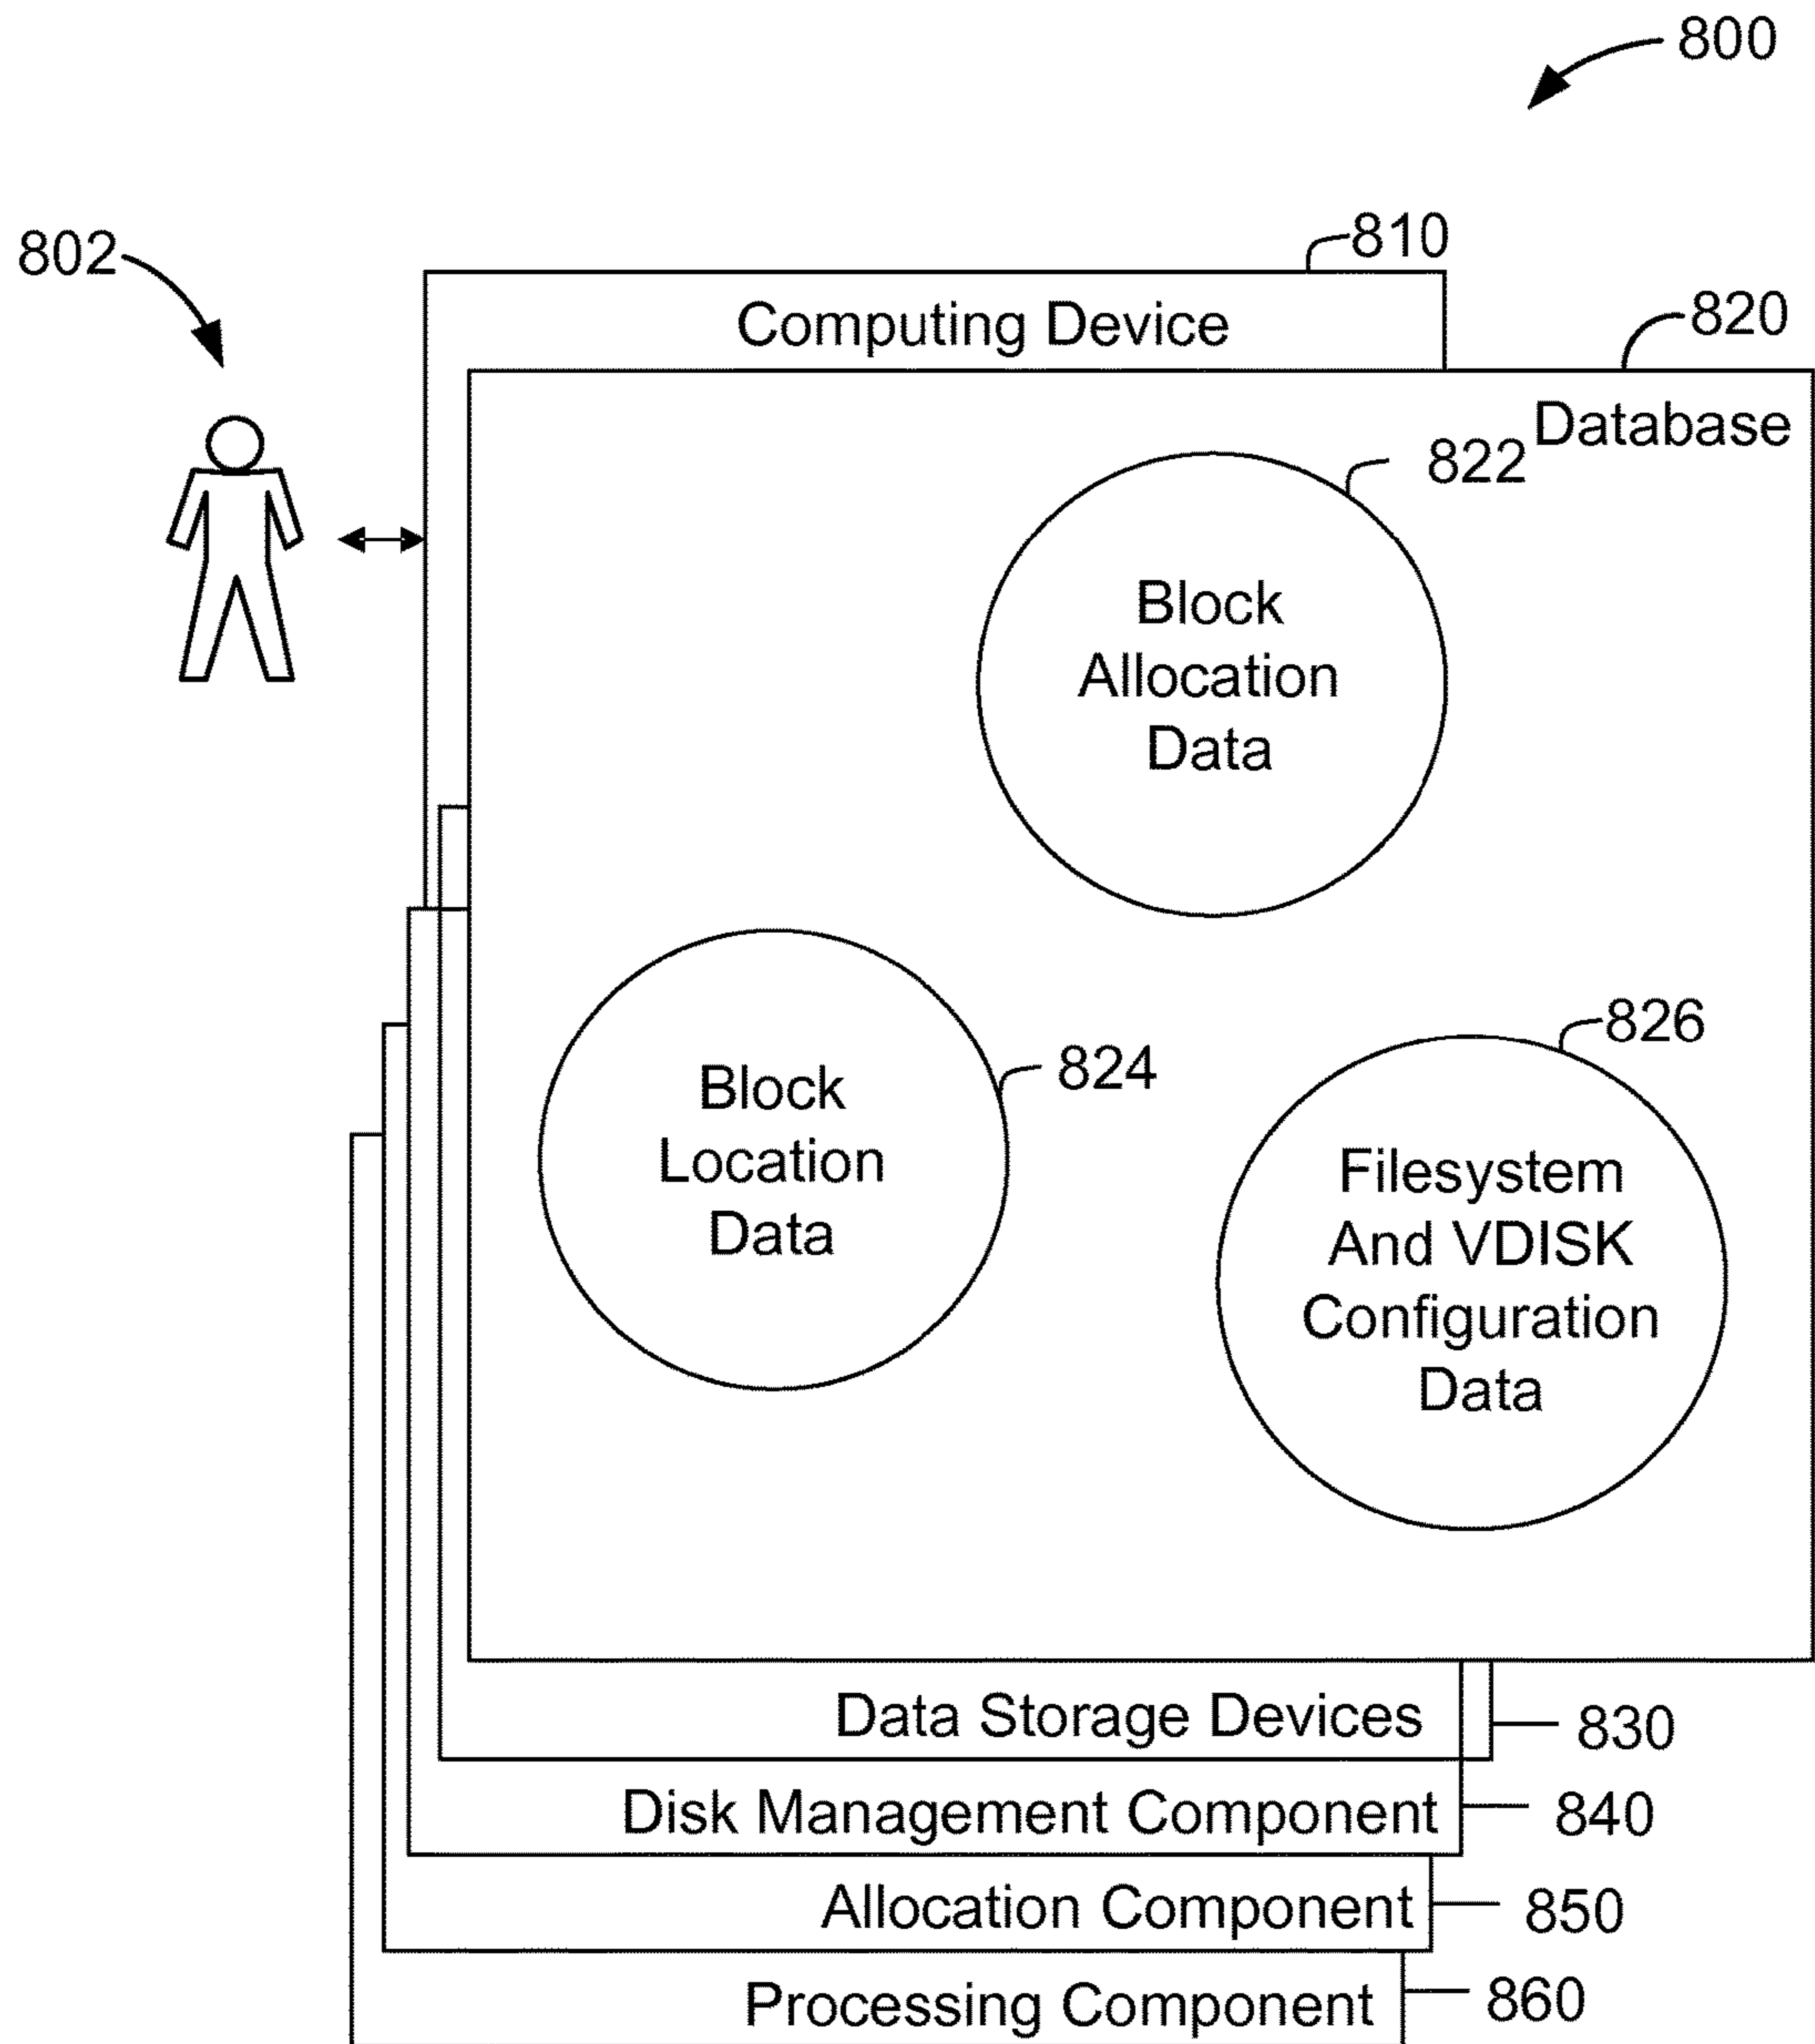 800
802
810
Computing Device
820
Database
822
Block
Allocation
Data
826
824
Block
Location
Data
Filesystem
And VDISK
Configuration
Data
Data Storage Devices
830
Disk Management Component
840
Allocation Component
850
Processing Component
860